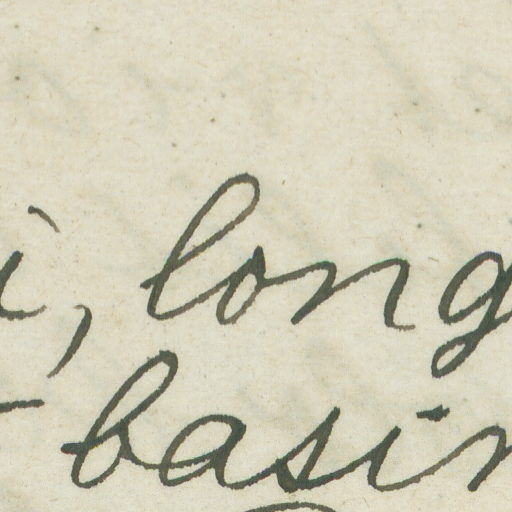 i, long
basin